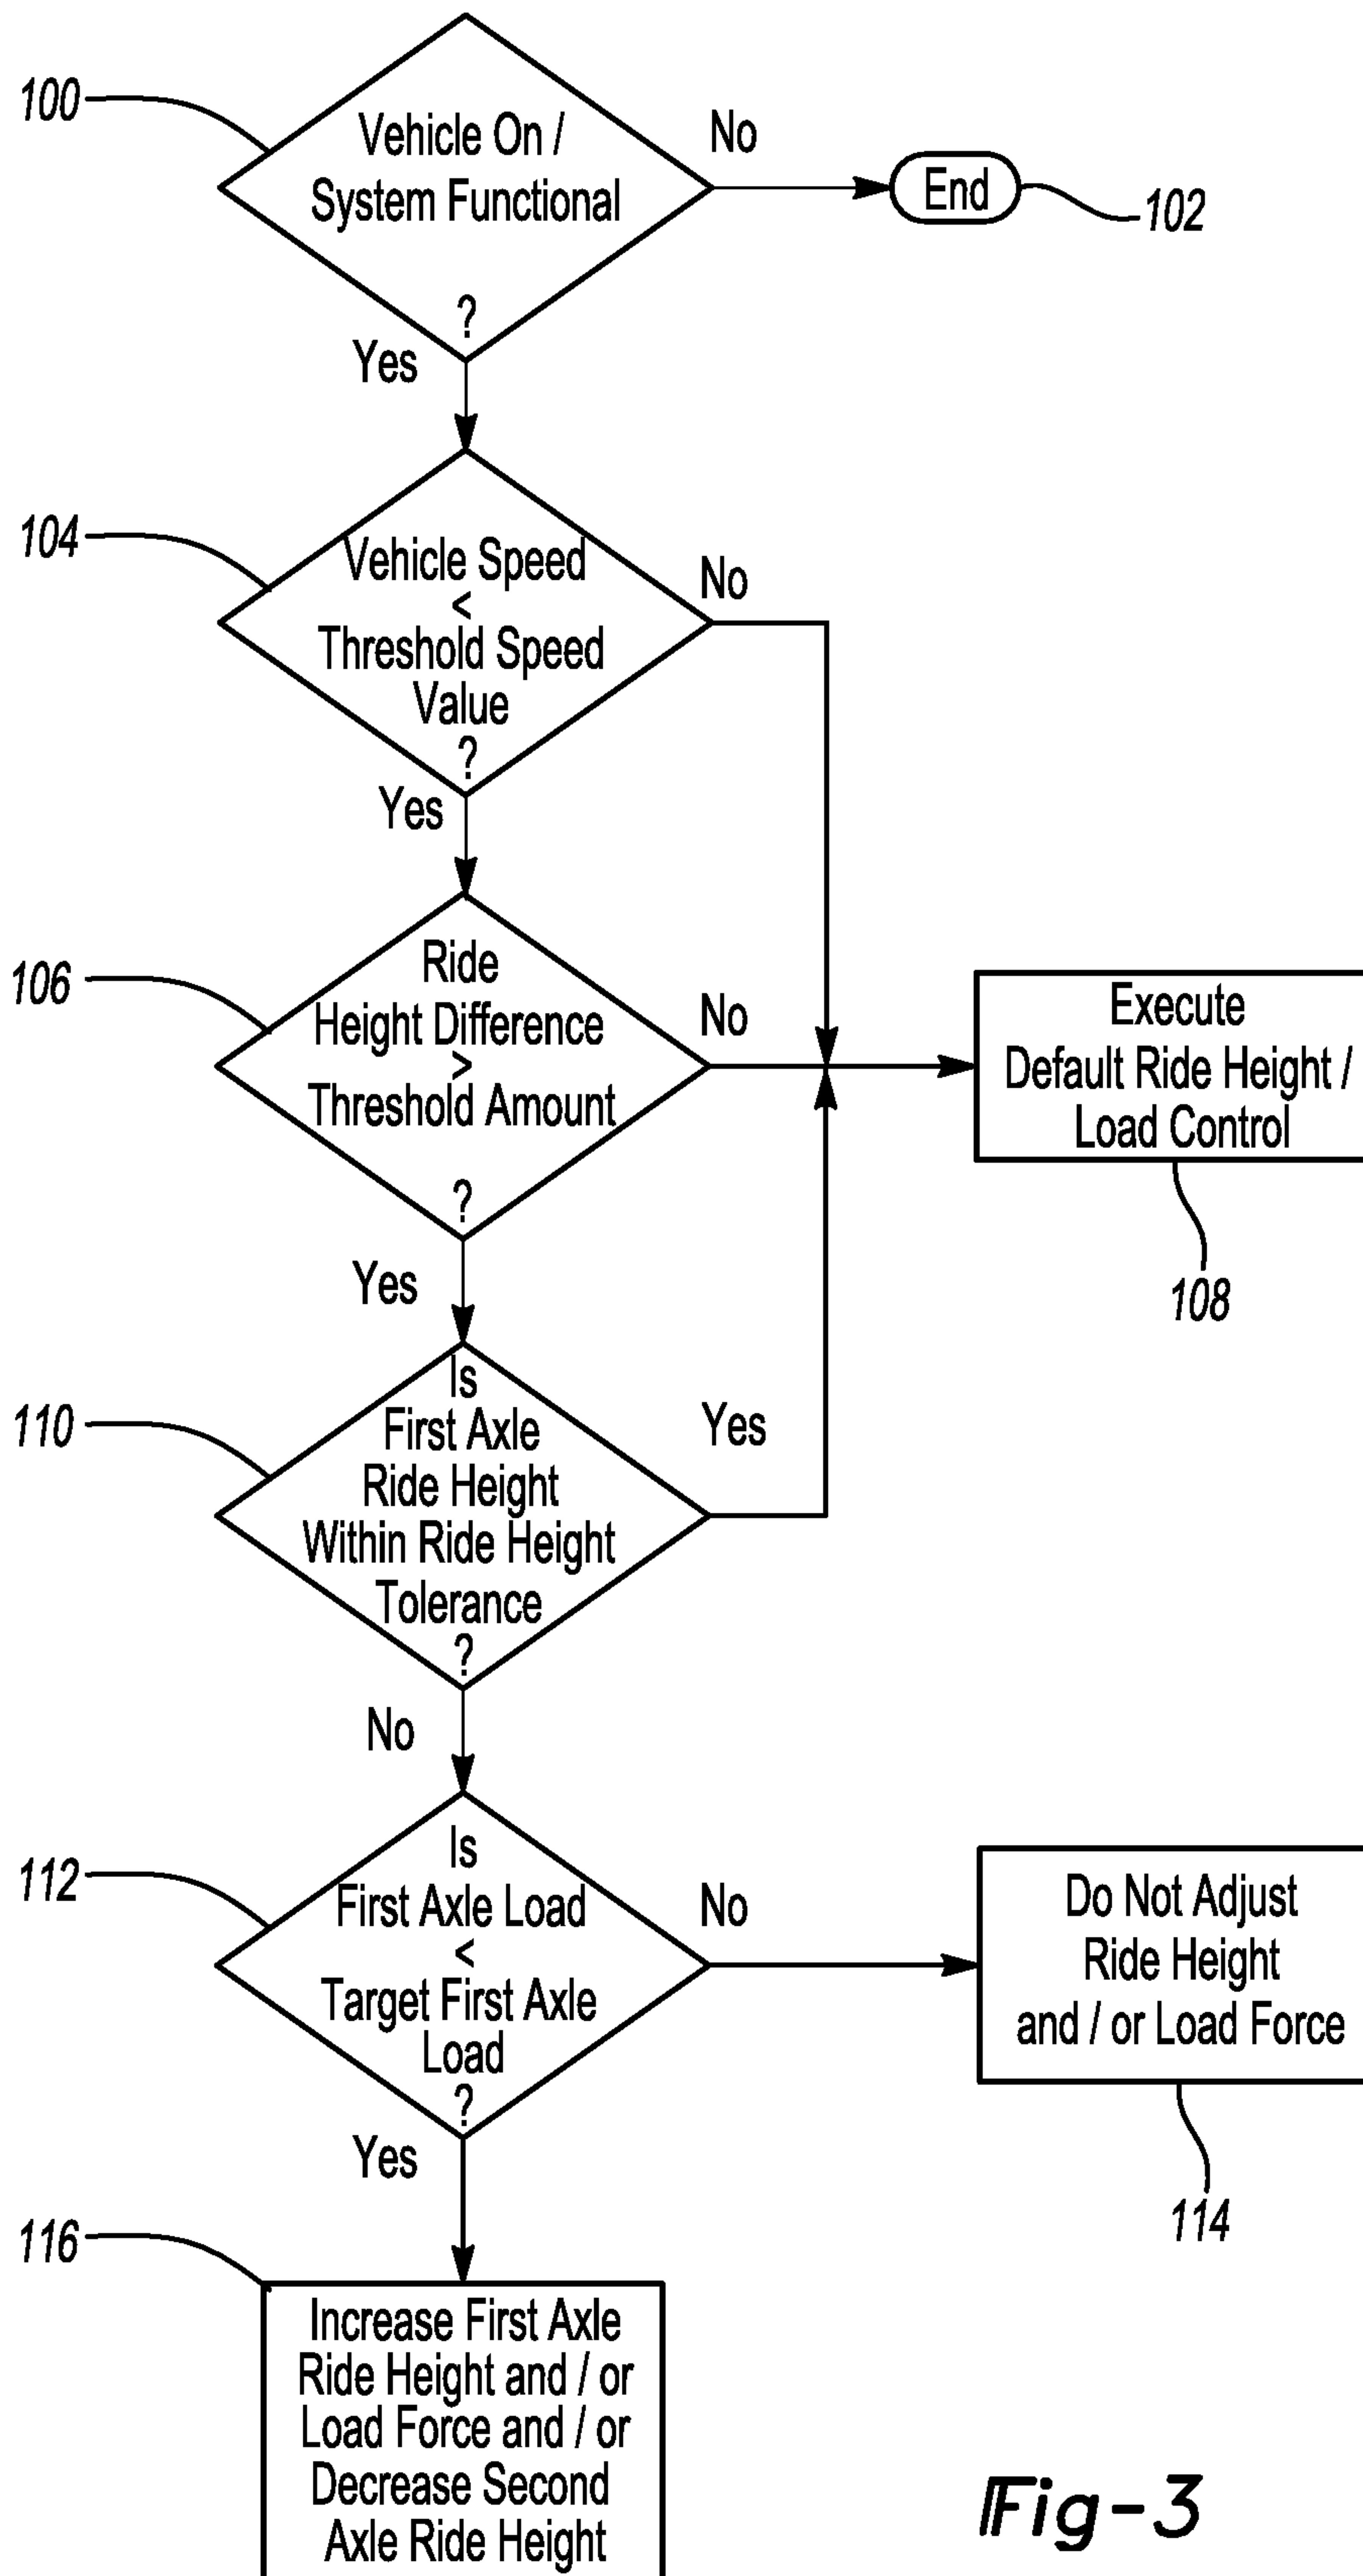 100
Vehicle On /
System Functional
?
No
End
102
Yes
104
Vehicle Speed
<
Threshold Speed
Value
?
No
Yes
106
Ride
Height Difference
>
Threshold Amount
?
No
Execute
Default Ride Height /
Load Control
108
Yes
110
Is
First Axle
Ride Height
Within Ride Height
Tolerance
?
Yes
No
112
Is
First Axle Load
<
Target First Axle
Load
?
No
Do Not Adjust
Ride Height
and / or Load Force
114
Yes
116
Increase First Axle
Ride Height and / or
Load Force and / or
Decrease Second
Axle Ride Height
Fig-3